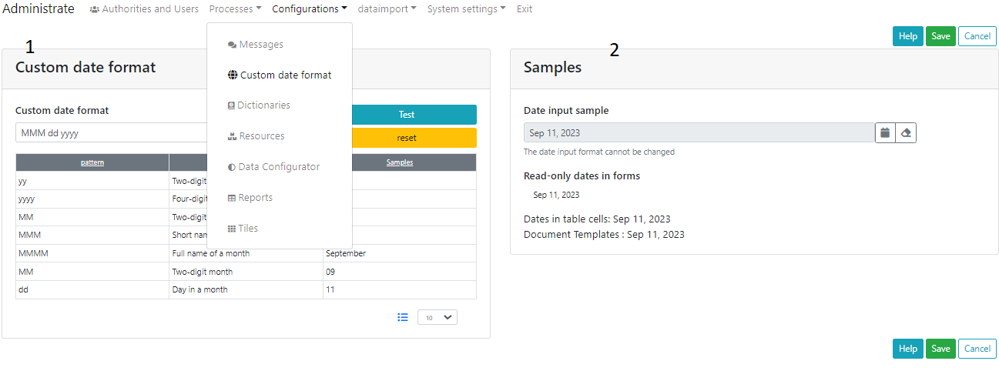 Administrate Authorities and Users Processes Configurations dataimport System settings Exit
Messages
Custom date format
Dictionaries
Resources
Data Configurator
Reports
Tiles
Help Save Cancel
1
Custom date format
Custom date format
MMM dd yyyy
Test
reset
pattern Samples
yy Two-digit
yyyy Four-digit
MM Two-digit
MMM Short
MMMM Full name of a month September
MM Two-digit month 09
dd Day in a month 11
10
2
Samples
Date input sample
Sep 11, 2023
The date input format cannot be changed
Read-only dates in forms
Sep 11, 2023
Dates in table cells: Sep 11, 2023
Document Templates : Sep 11, 2023
Help Save Cancel